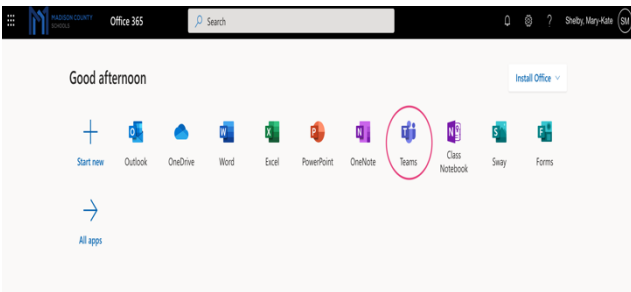 MADISON COUNTY
SCHOOLS
Office 365
Search
?
Shelby, Mary-Kate
SM
Good afternoon
Install Office
Start new
Outlook
OneDrive
Word
Excel
PowerPoint
OneNote
Teams
Class
Notebook
Sway
Forms
All apps